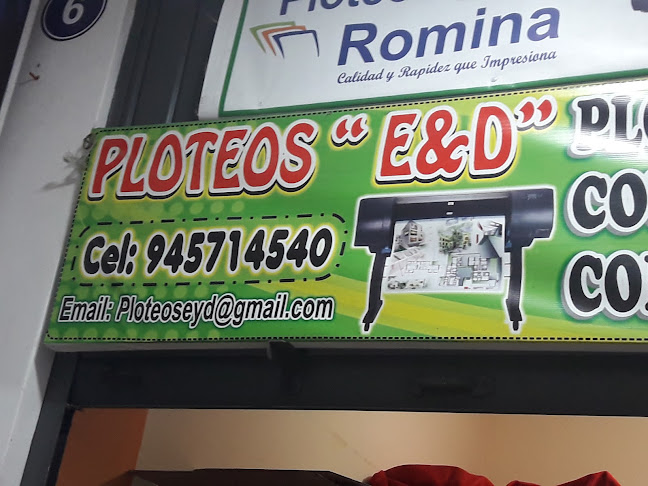 6
Romina
Calidad y Rapidez que Impresiona
PLOTEOS "E&D"
Cel: 945714540
Email: Ploteoseyd@gmail.com